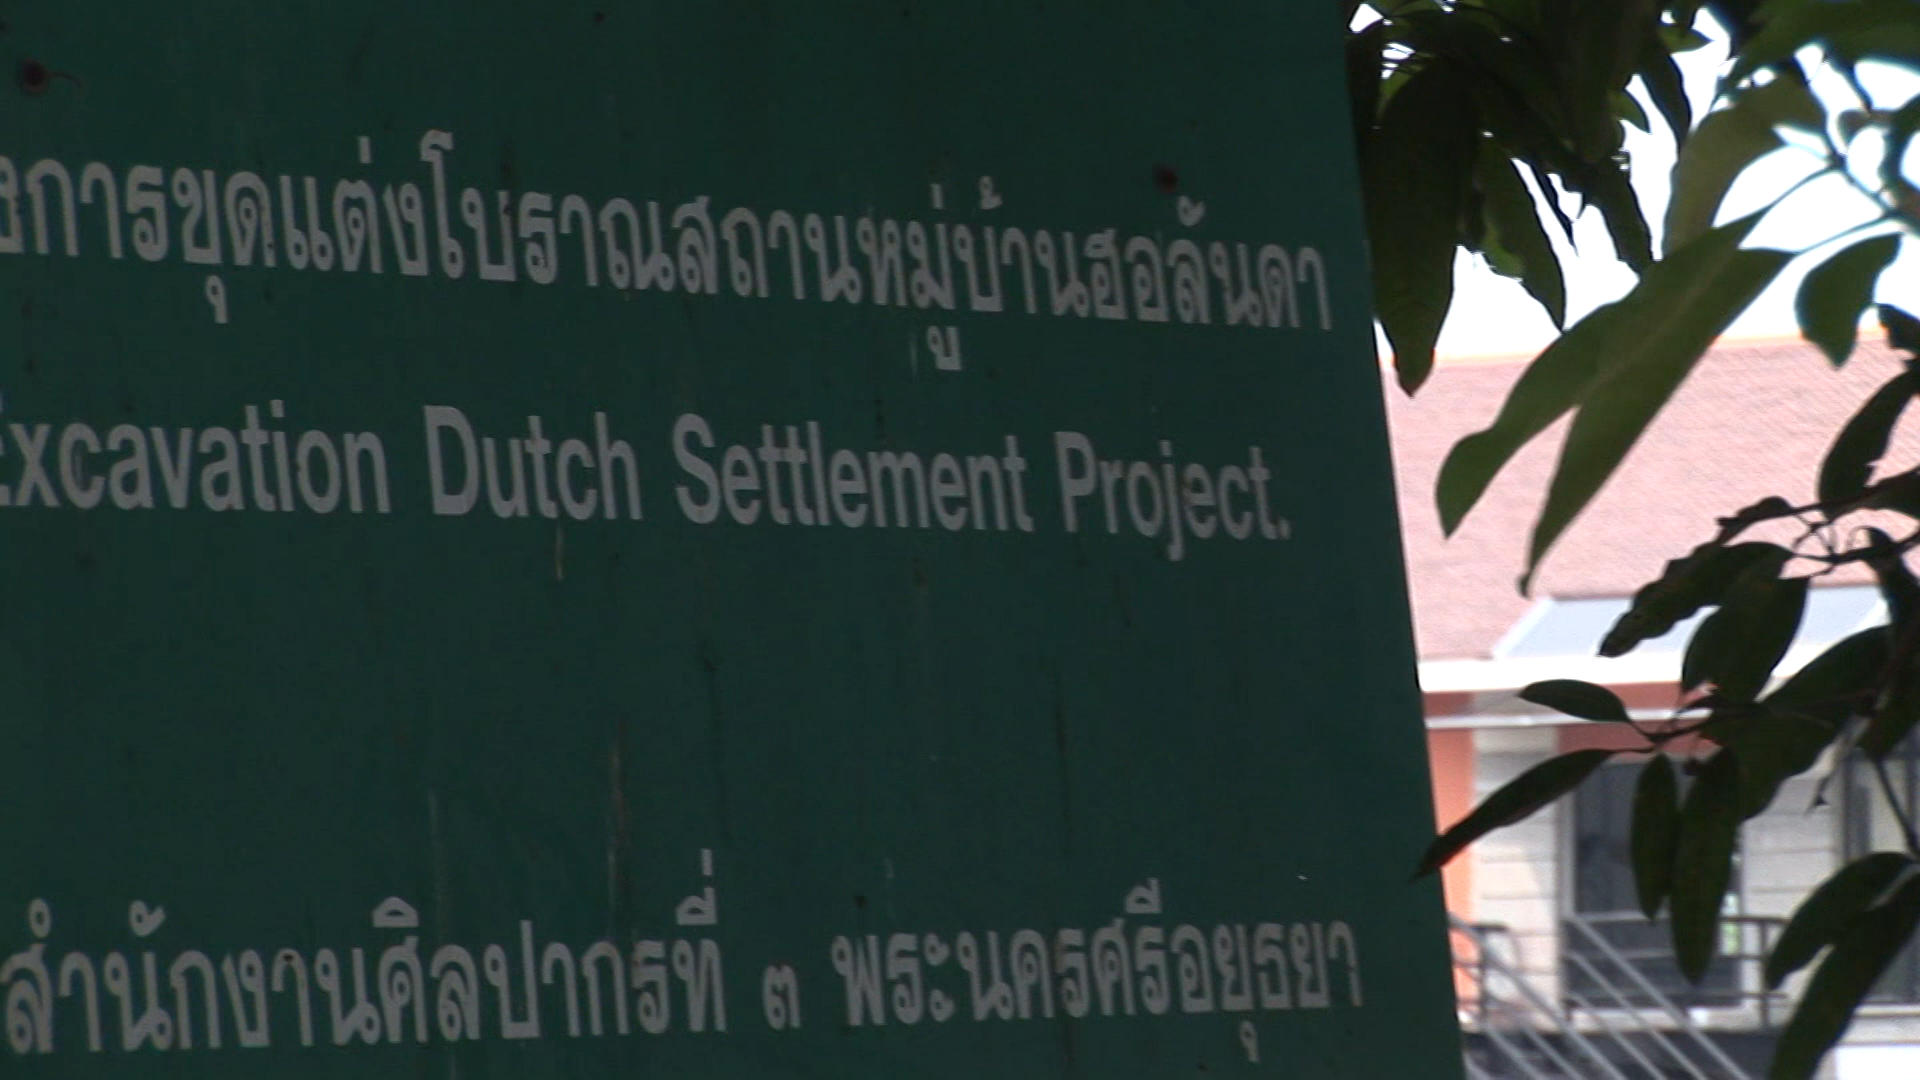 การขุดแต่งโบราณสถานหมู่บ้านฮอลันดา
Excavation Dutch Settlement Project.
สำนักงานศิลปากรที่ ๓ พระนครศรีอยุธยา